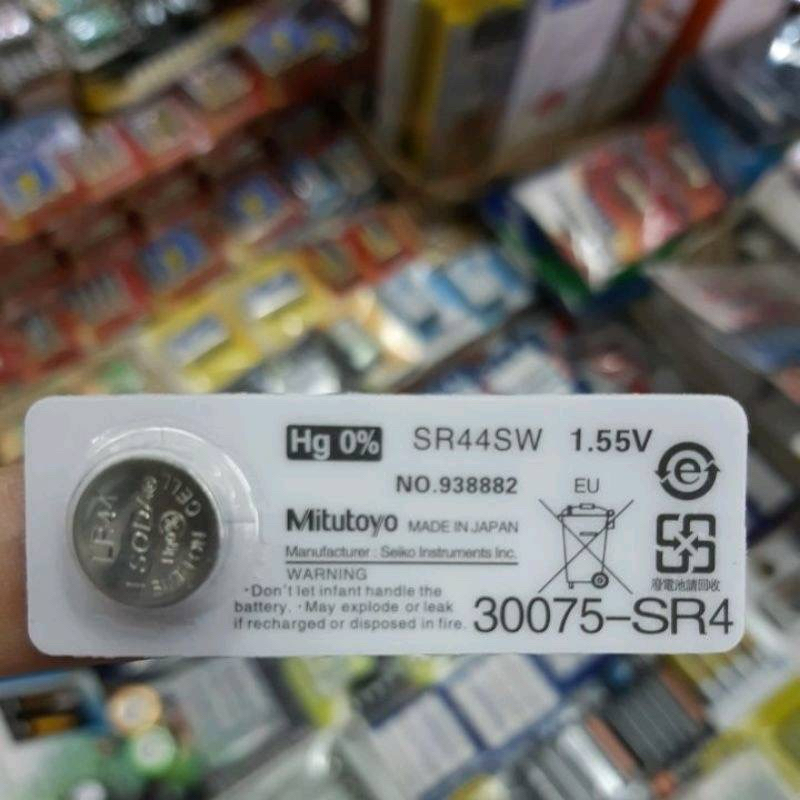 Hg 0% SR44SW 1.55V
NO.938882 EU
Mitutoyo MADE IN JAPAN
Manufacturer : Seiko Instruments Inc.
WARNING
・Don't let infant handle the
battery. ・May explode or leak
if recharged or disposed in fire.
廢電池請回收
30075-SR4
LR44
CELL
e